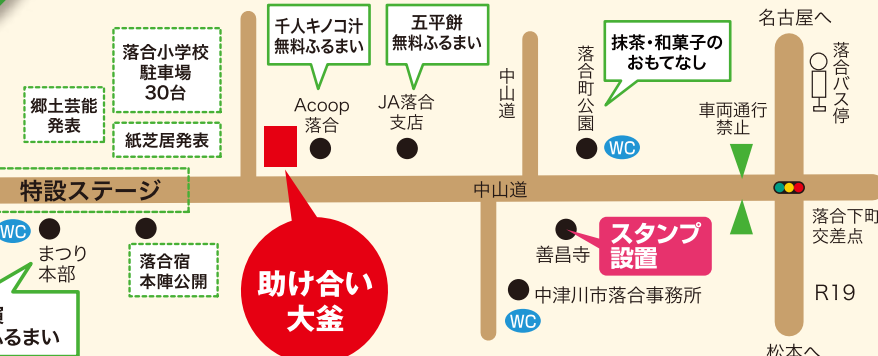 千人キノコ汁
無料ふるまい
五平餅
無料ふるまい
名古屋へ
落合小学校
駐車場
30台
落合町公園
抹茶・和菓子の
おもてなし
落合バス停
郷土芸能
発表
紙芝居発表
Acoop
落合
JA落合
支店
中山道
車両通行
禁止
WC
特設ステージ
中山道
WC
まつり
本部
落合宿
本陣公開
助け合い
大釜
善昌寺
スタンプ
設置
落合下町
交差点
中津川市落合事務所
WC
R19
ふるまい
松本へ